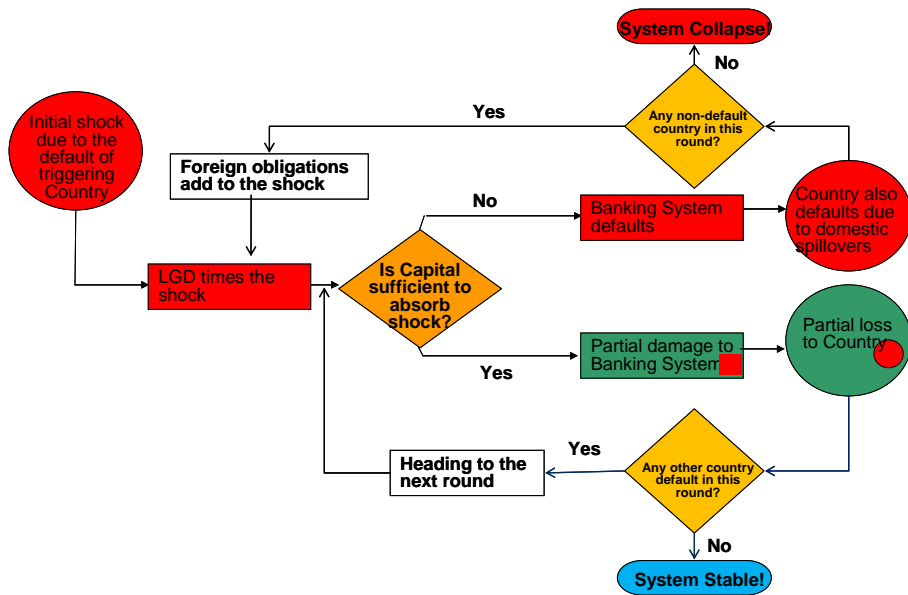 System Collapse!
No
Any non-default
country in this
round?
Yes
Initial shock
due to the
default of
triggering
Country
Foreign obligations
add to the shock
No
Banking System
defaults
Country also
defaults due
to domestic
spillovers
LGD times the
shock
Is Capital
sufficient to
absorb
shock?
Yes
Partial damage to
Banking System
Partial loss
to Country
Heading to the
next round
Yes
Any other country
default in this
round?
No
System Stable!